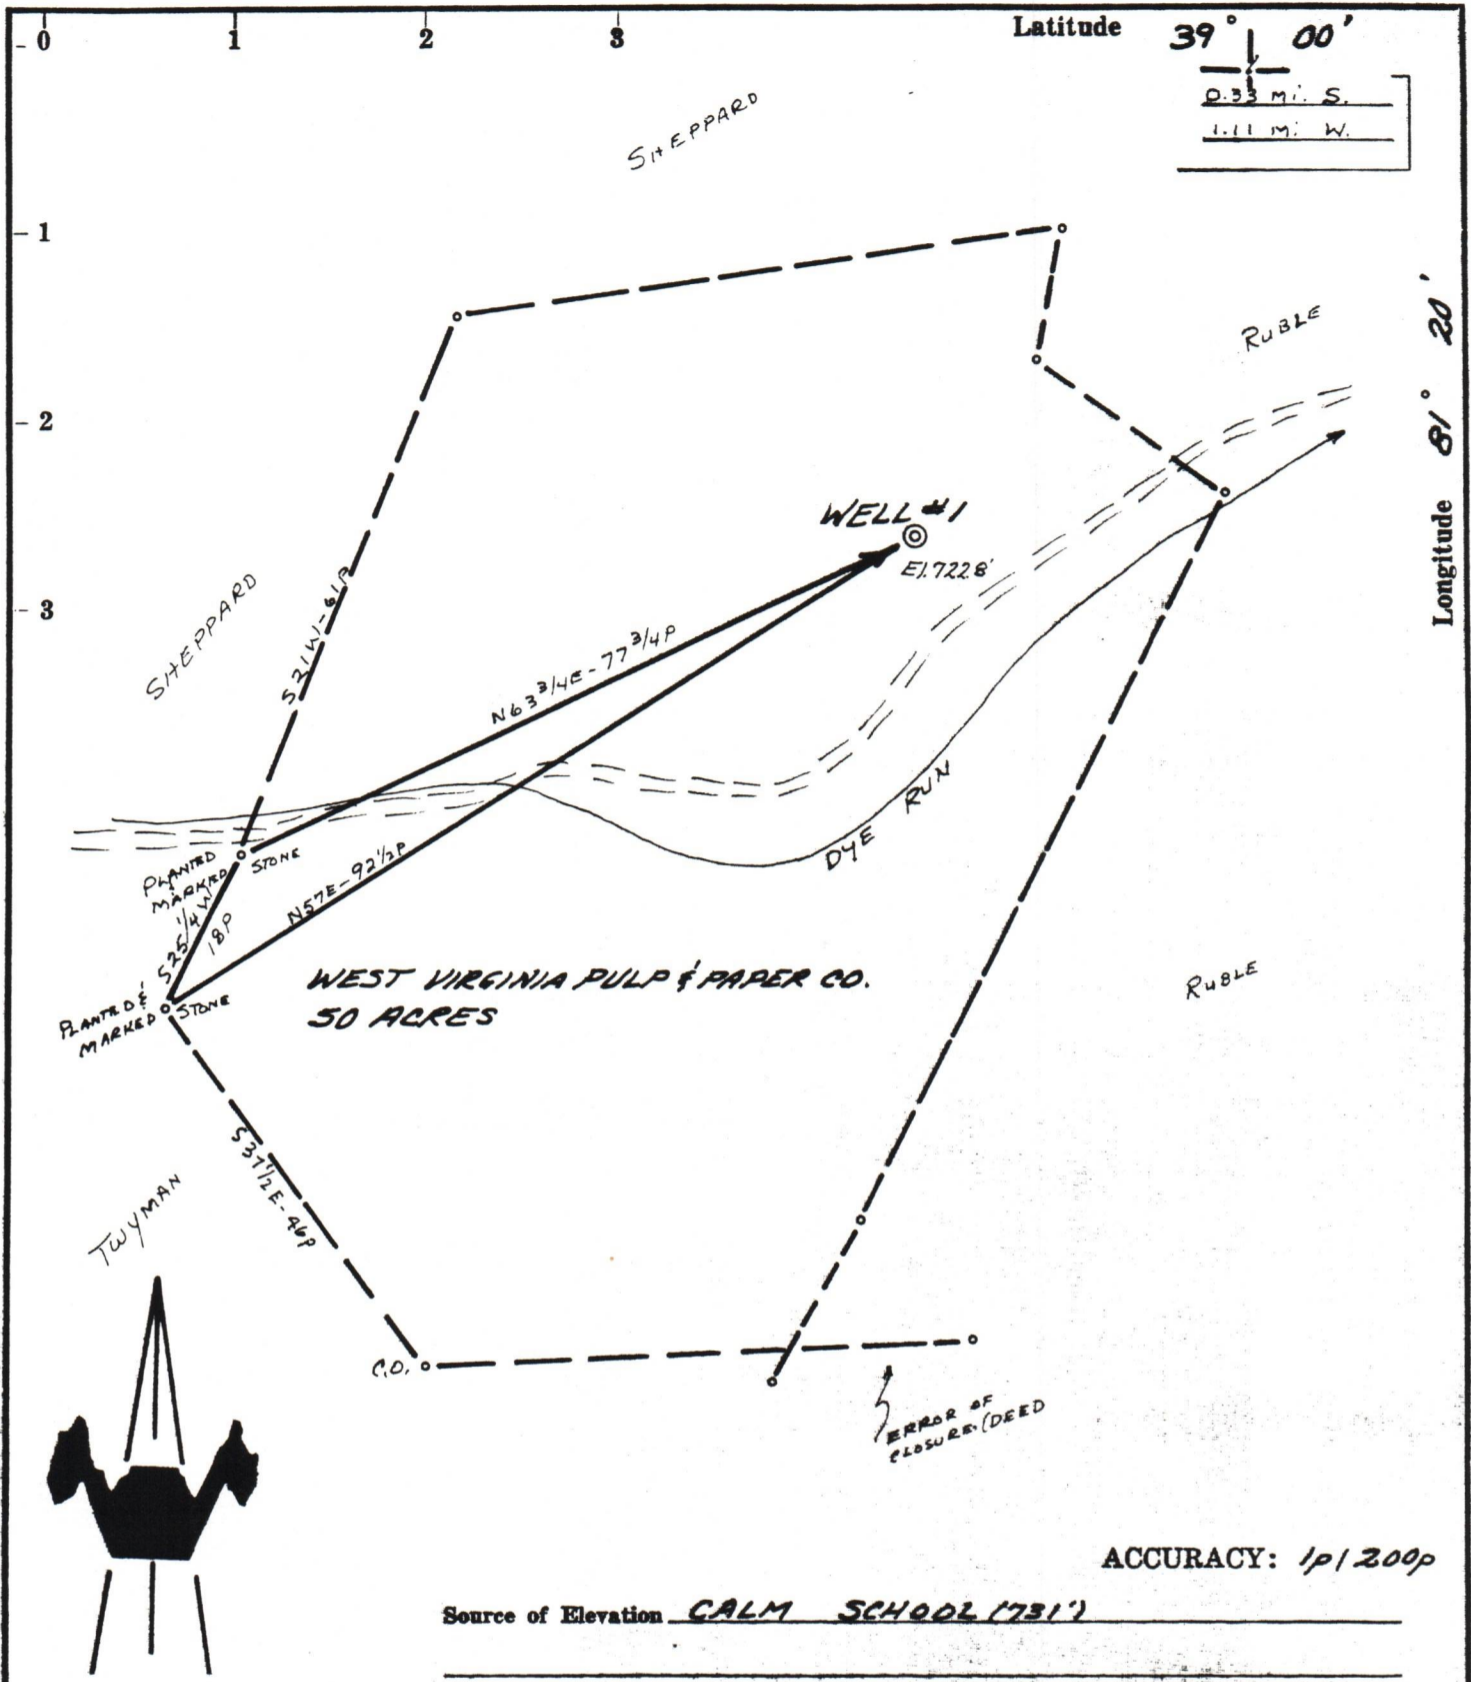 0 1 2 3 Latitude 39° 00'
0.33 mi. S.
1.11 mi W.
SHEPPARD
1
RUBLE
Longitude 81° 20'
2
WELL #1
El. 722.8'
3
SHEPPARD
S21W-61P
N63 3/4E-77 3/4P
DYE RUN
PLANTED
MARKED
STONE
N57E-92 1/2P
S25 1/4W
18P
WEST VIRGINIA PULP & PAPER CO.
50 ACRES
RUBLE
PLANTED &
MARKED
STONE
S37 1/2E-46P
TWYMAN
C.O.
ERROR OF
CLOSURE (DEED
ACCURACY: 1p/200p
Source of Elevation CALM SCHOOL (731')